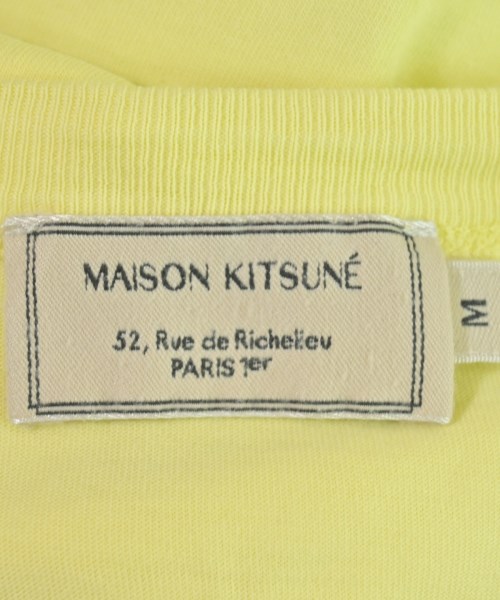 MAISON KITSUNÉ
52, Rue de Richelieu
PARIS 1er
M